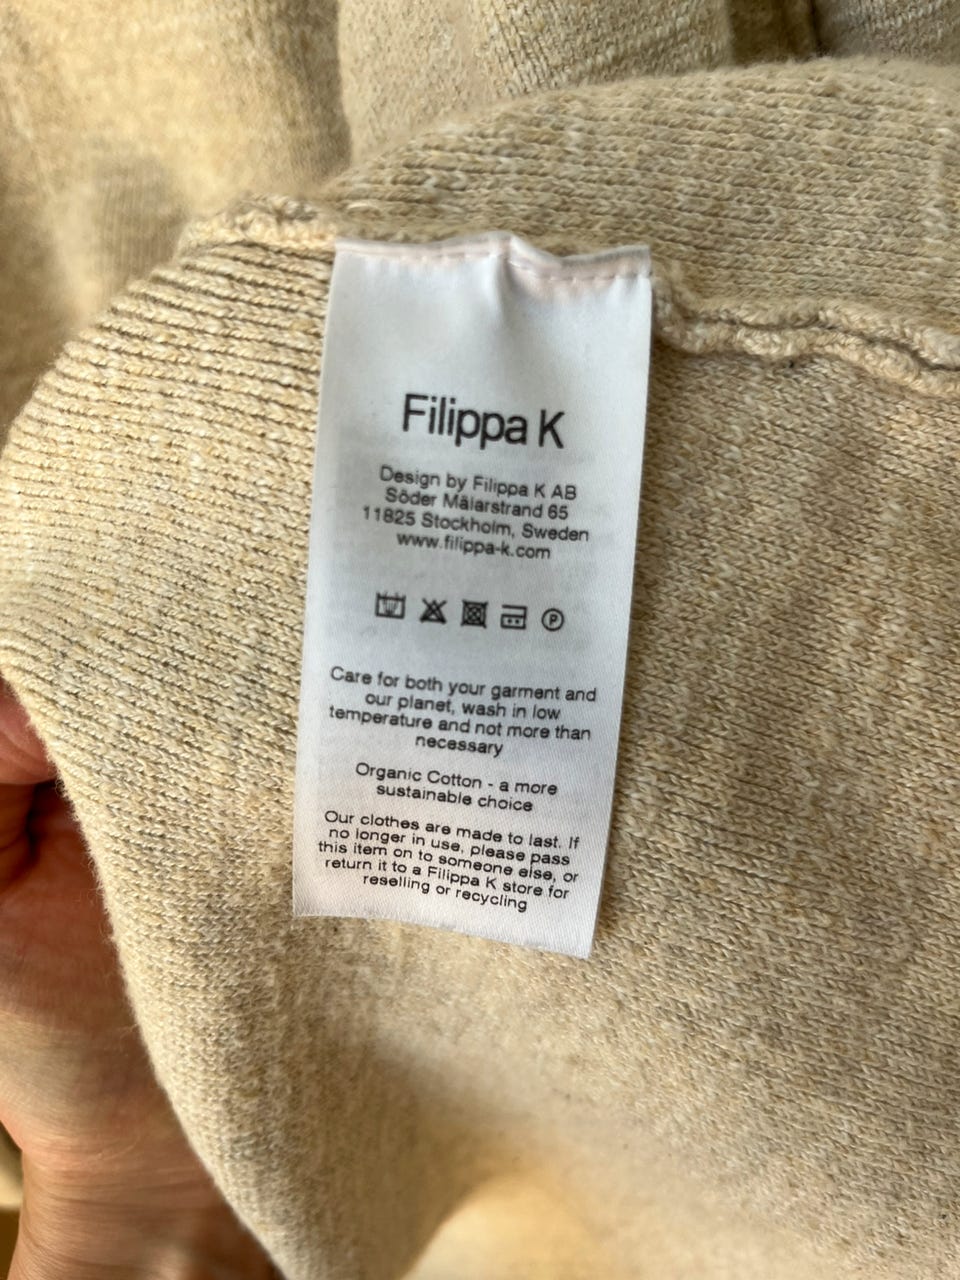 Filippa K
Design by Filippa K AB
Söder Mälarstrand 65
11825 Stockholm, Sweden
www.filippa-k.com
Care for both your garment and
our planet, wash in low
temperature and not more than
necessary
Organic Cotton - a more
sustainable choice
Our clothes are made to last. If
no longer in use, please pass
this item on to someone else, or
return it to a Filippa K store for
reselling or recycling